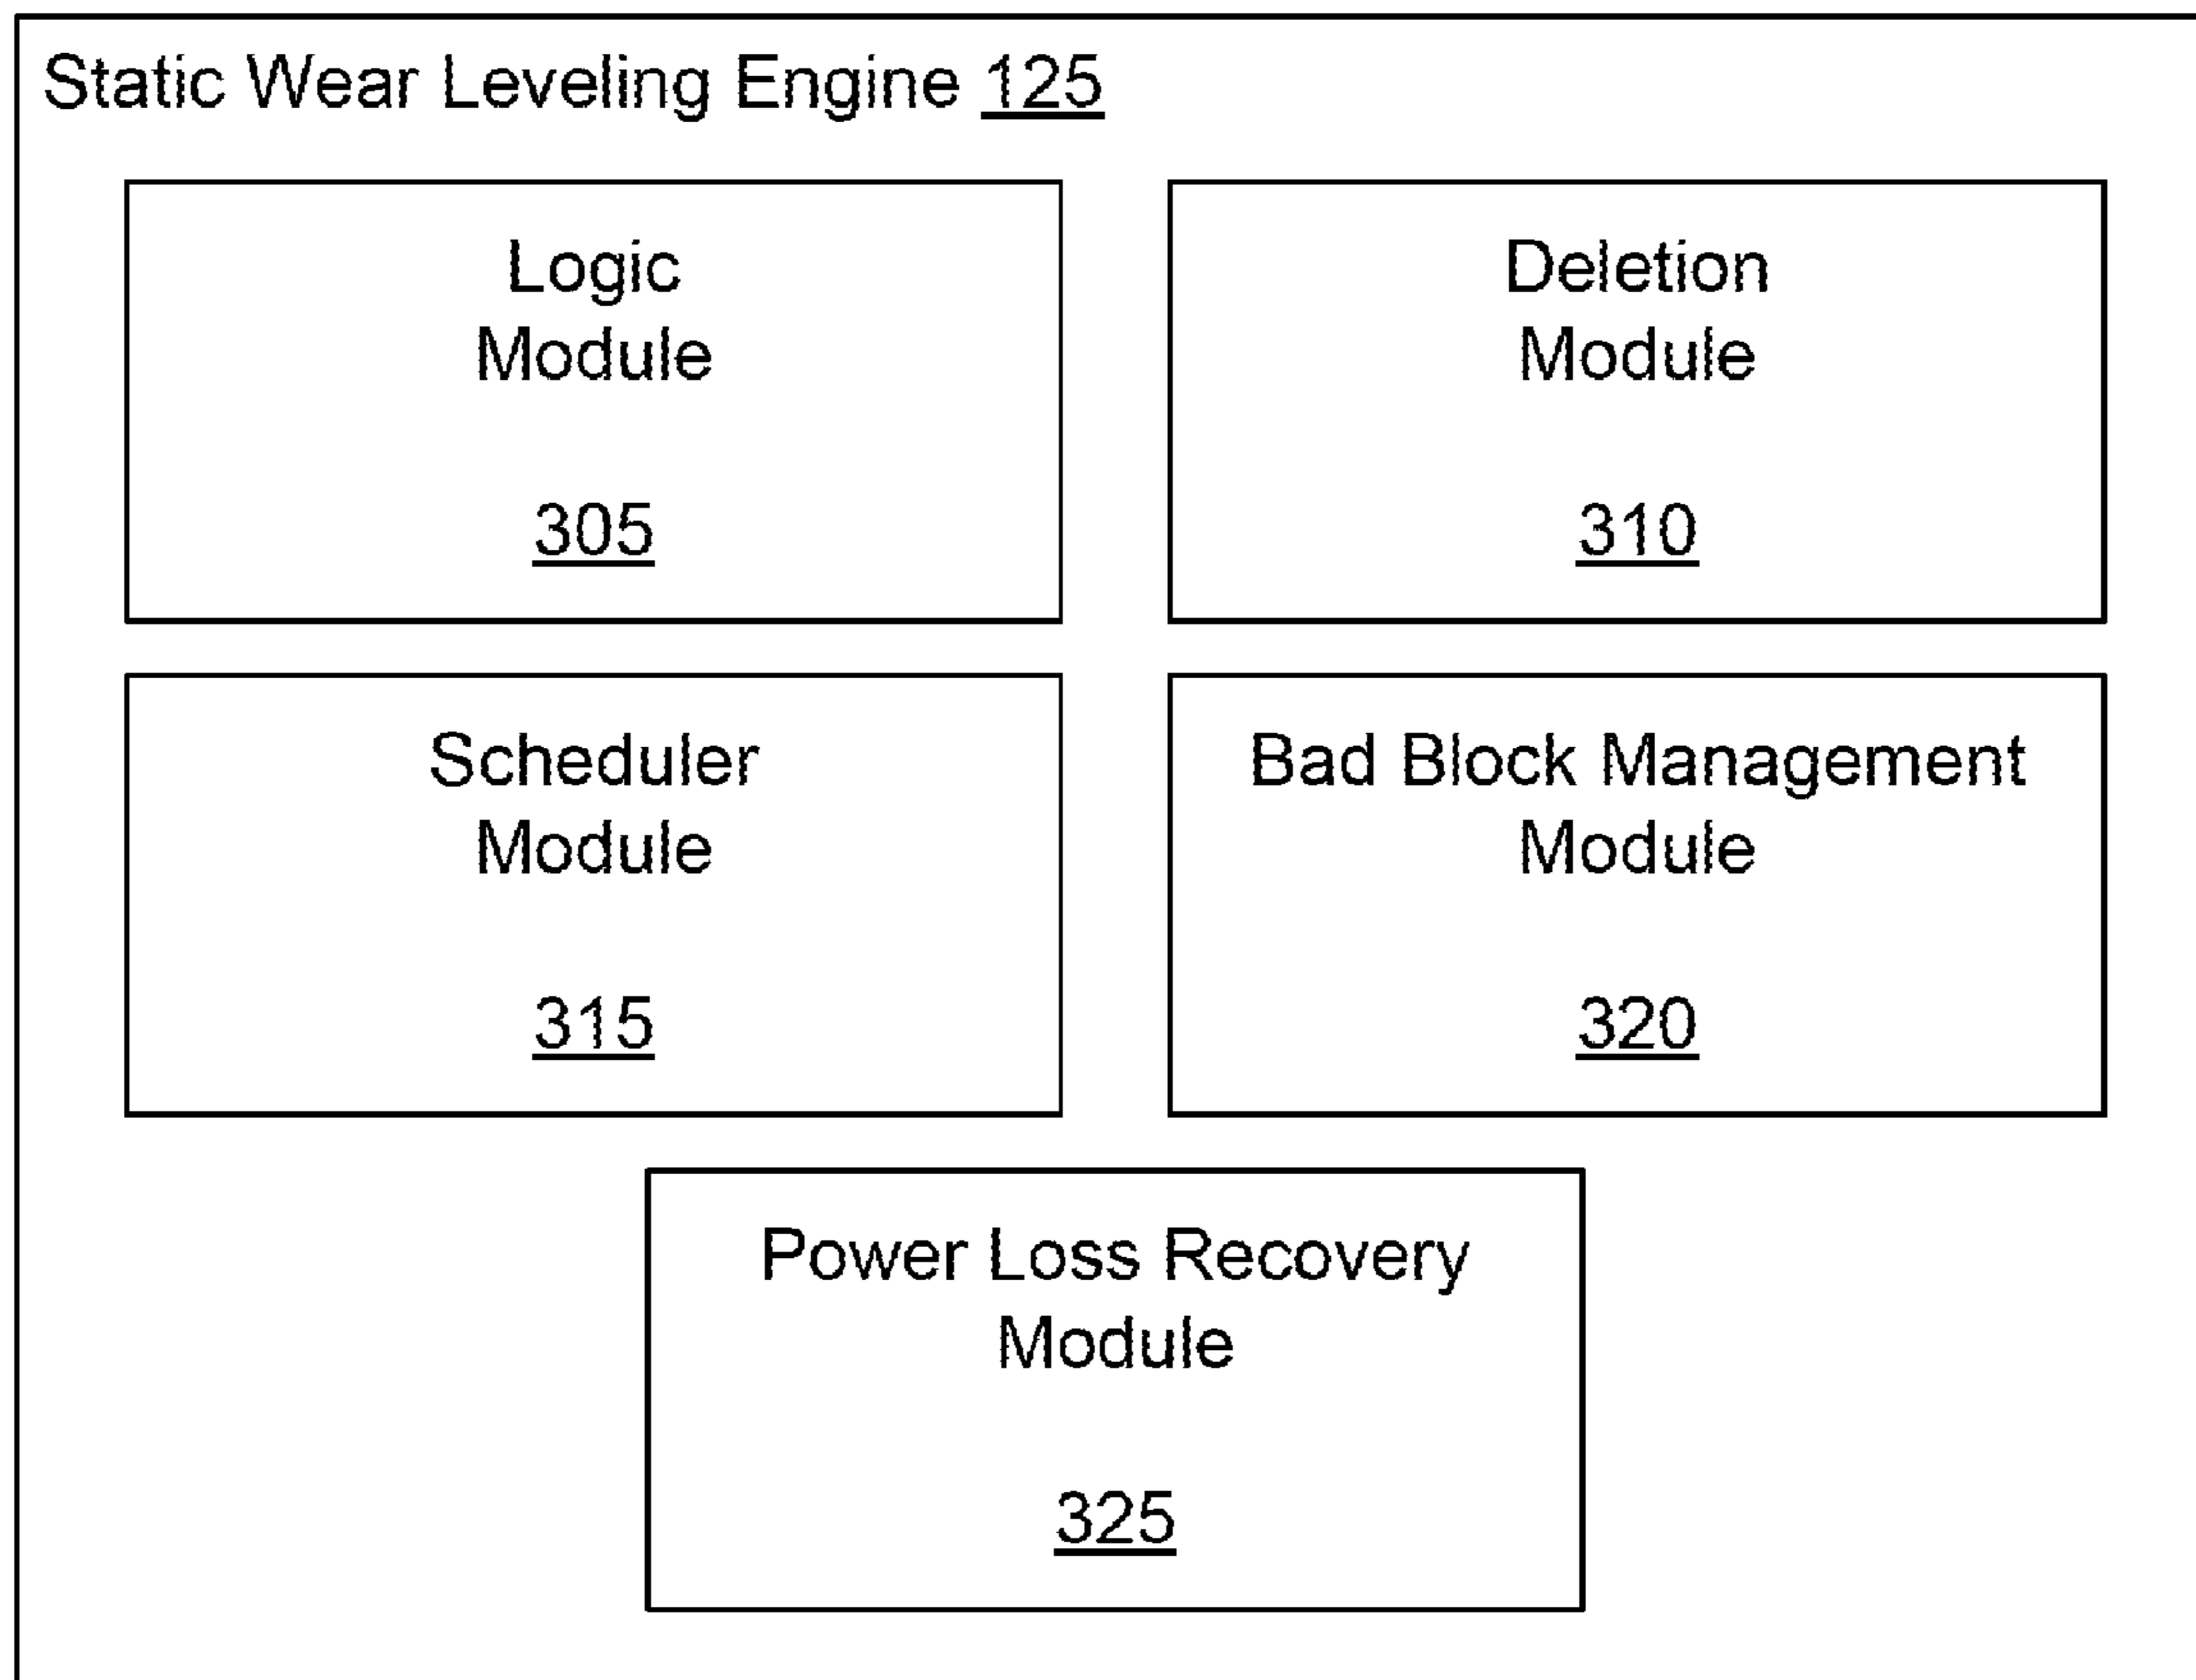 Static Wear Leveling Engine 125
Logic
Module
305
Deletion
Module
310
Scheduler
Module
315
Bad Block Management
Module
320
Power Loss Recovery
Module
325